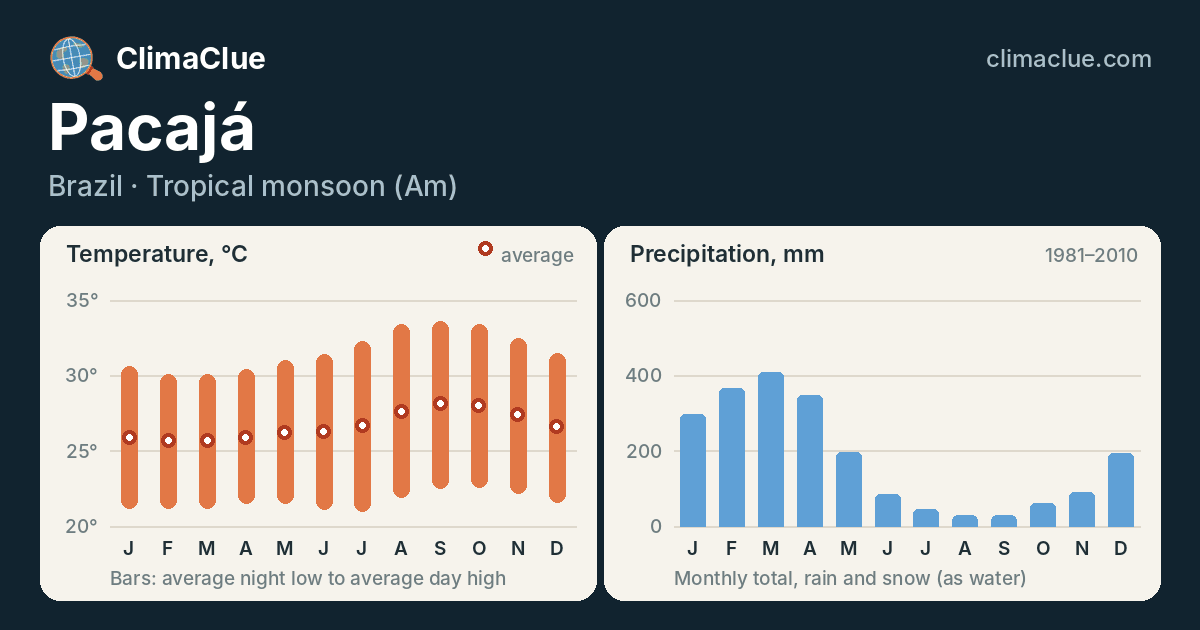 ClimaClue
climaclue.com
Pacajá
Brazil · Tropical monsoon (Am)
Temperature, °C
average
35°
30°
25°
20°
J F M A M J J A S O N D
Bars: average night low to average day high
Precipitation, mm
1981–2010
600
400
200
0
J F M A M J J A S O N D
Monthly total, rain and snow (as water)